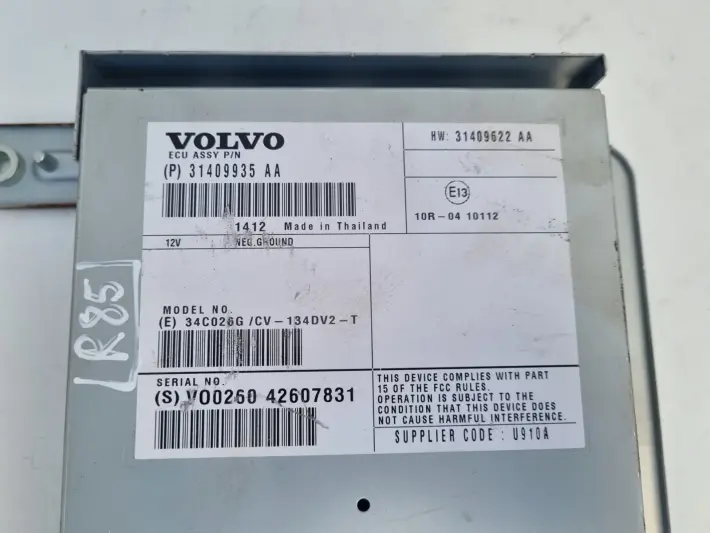 VOLVO
ECU ASSY P/N
(P) 31409935 AA
1412 Made in Thailand
HW: 31409622 AA
E13
10R-04 10112
12V NEG.GROUND
MODEL NO.
(E) 34C026G /CV-134DV2-T
SERIAL NO.
(S) V00260 42607831
THIS DEVICE COMPLIES WITH PART
15 OF THE FCC RULES.
OPERATION IS SUBJECT TO THE
CONDITION THAT THIS DEVICE DOES
NOT CAUSE HARMFUL INTERFERENCE.
SUPPLIER CODE : U910A
R85